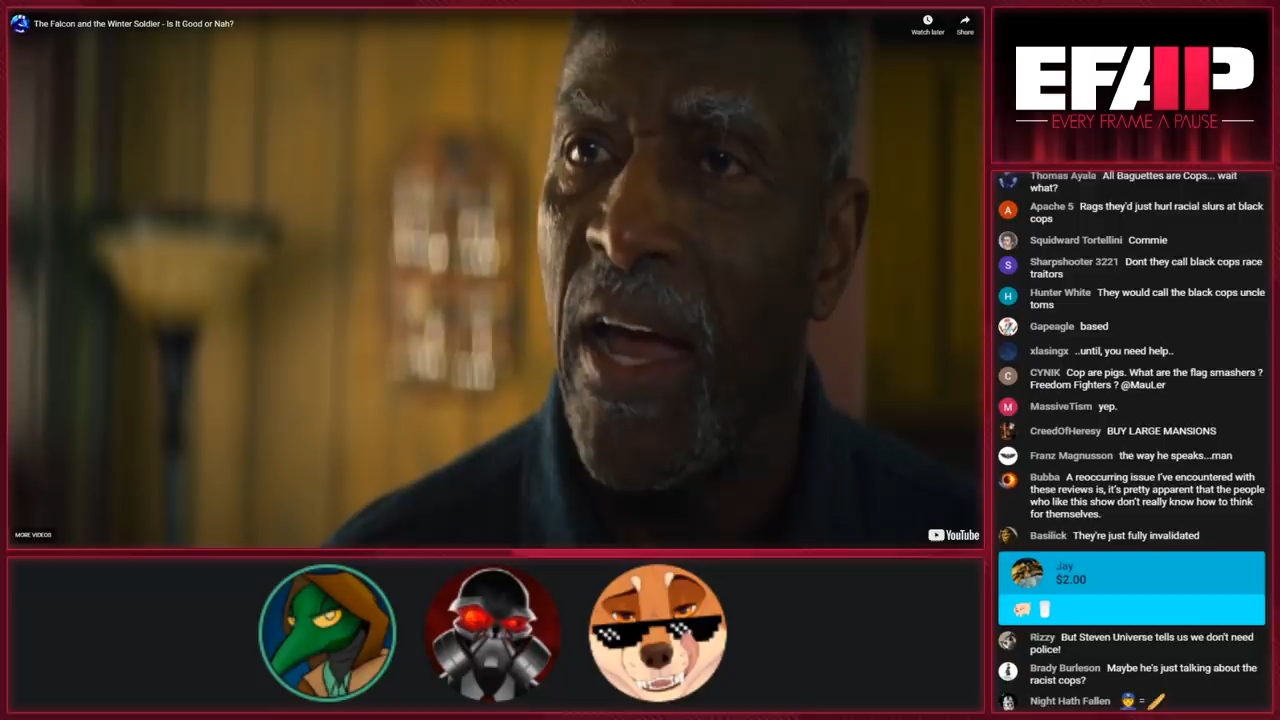 The Falcon and the Winter Soldier - Is It Good or Nah?
Watch later
Share
MORE VIDEOS
YouTube
EFAP
EVERY FRAME A PAUSE
Thomas Ayala All Baguettes are Cops... wait
what?
A
Apache 5 Rags they'd just hurl racial slurs at black
cops
Squidward Tortellini Commie
S
Sharpshooter 3221 Dont they call black cops race
traitors
H
Hunter White They would call the black cops uncle
toms
Gapeagle based
xlasingx ..until, you need help..
C
CYNIK Cop are pigs. What are the flag smashers ?
Freedom Fighters ? @MauLer
M
MassiveTism yep.
CreedOfHeresy BUY LARGE MANSIONS
Franz Magnusson the way he speaks...man
Bubba A reoccurring issue I've encountered with
these reviews is, it's pretty apparent that the people
who like this show don't really know how to think
for themselves.
Basilick They're just fully invalidated
Jay
$2.00
Rizzy But Steven Universe tells us we don't need
police!
Brady Burleson Maybe he's just talking about the
racist cops?
Night Hath Fallen 👮 = 🥖